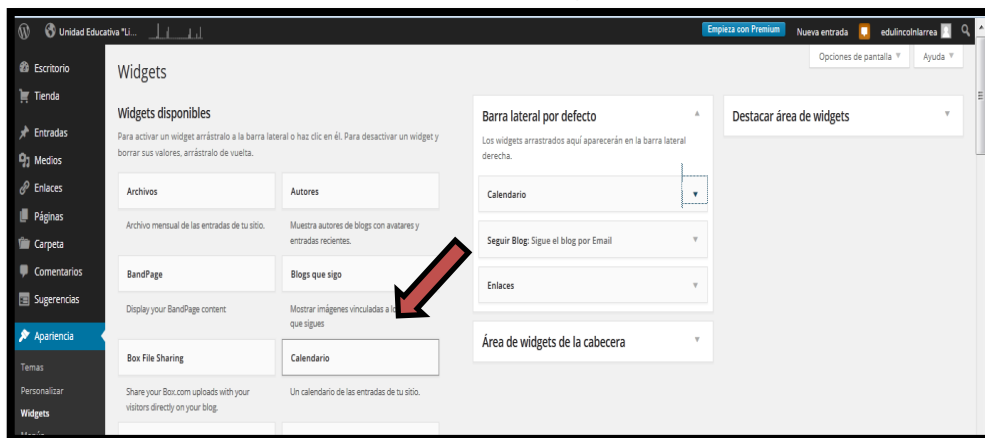 Unidad Educativa "Li...
Empieza con Premium
Nueva entrada
edulincolnlarrea
Opciones de pantalla
Ayuda
Escritorio
Tienda
Entradas
Medios
Enlaces
Páginas
Carpeta
Comentarios
Sugerencias
Apariencia
Temas
Personalizar
Widgets
Menús
Widgets
Widgets disponibles
Para activar un widget arrástralo a la barra lateral o haz clic en él. Para desactivar un widget y
borrar sus valores, arrástralo de vuelta.
Archivos
Archivo mensual de las entradas de tu sitio.
Autores
Muestra autores de blogs con avatares y
entradas recientes.
BandPage
Display your BandPage content
Blogs que sigo
Mostrar imágenes vinculadas a
que sigues
Box File Sharing
Share your Box.com uploads with your
visitors directly on your blog.
Calendario
Un calendario de las entradas de tu sitio.
Barra lateral por defecto
Los widgets arrastrados aquí aparecerán en la barra lateral
derecha.
Calendario
Seguir Blog: Sigue el blog por Email
Enlaces
Área de widgets de la cabecera
Destacar área de widgets